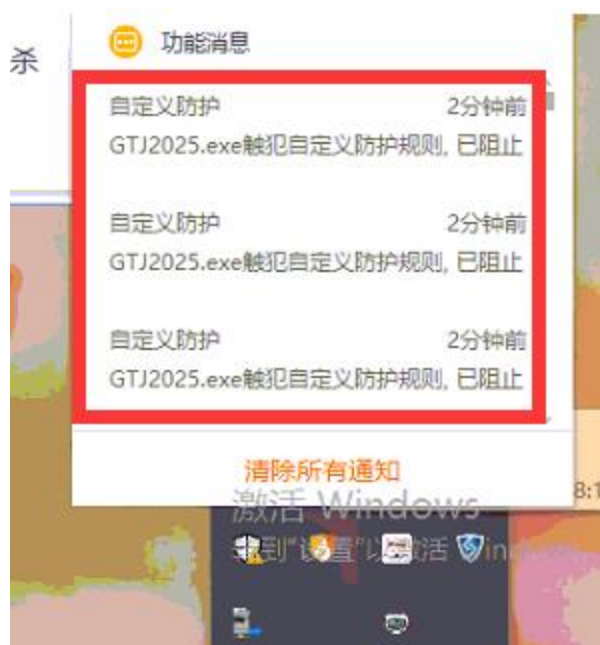 杀
功能消息
自定义防护 2分钟前
GTJ2025.exe触犯自定义防护规则, 已阻止
自定义防护 2分钟前
GTJ2025.exe触犯自定义防护规则, 已阻止
自定义防护 2分钟前
GTJ2025.exe触犯自定义防护规则, 已阻止
清除所有通知
8:1
激活 Windows
到"设置"以激活 Win